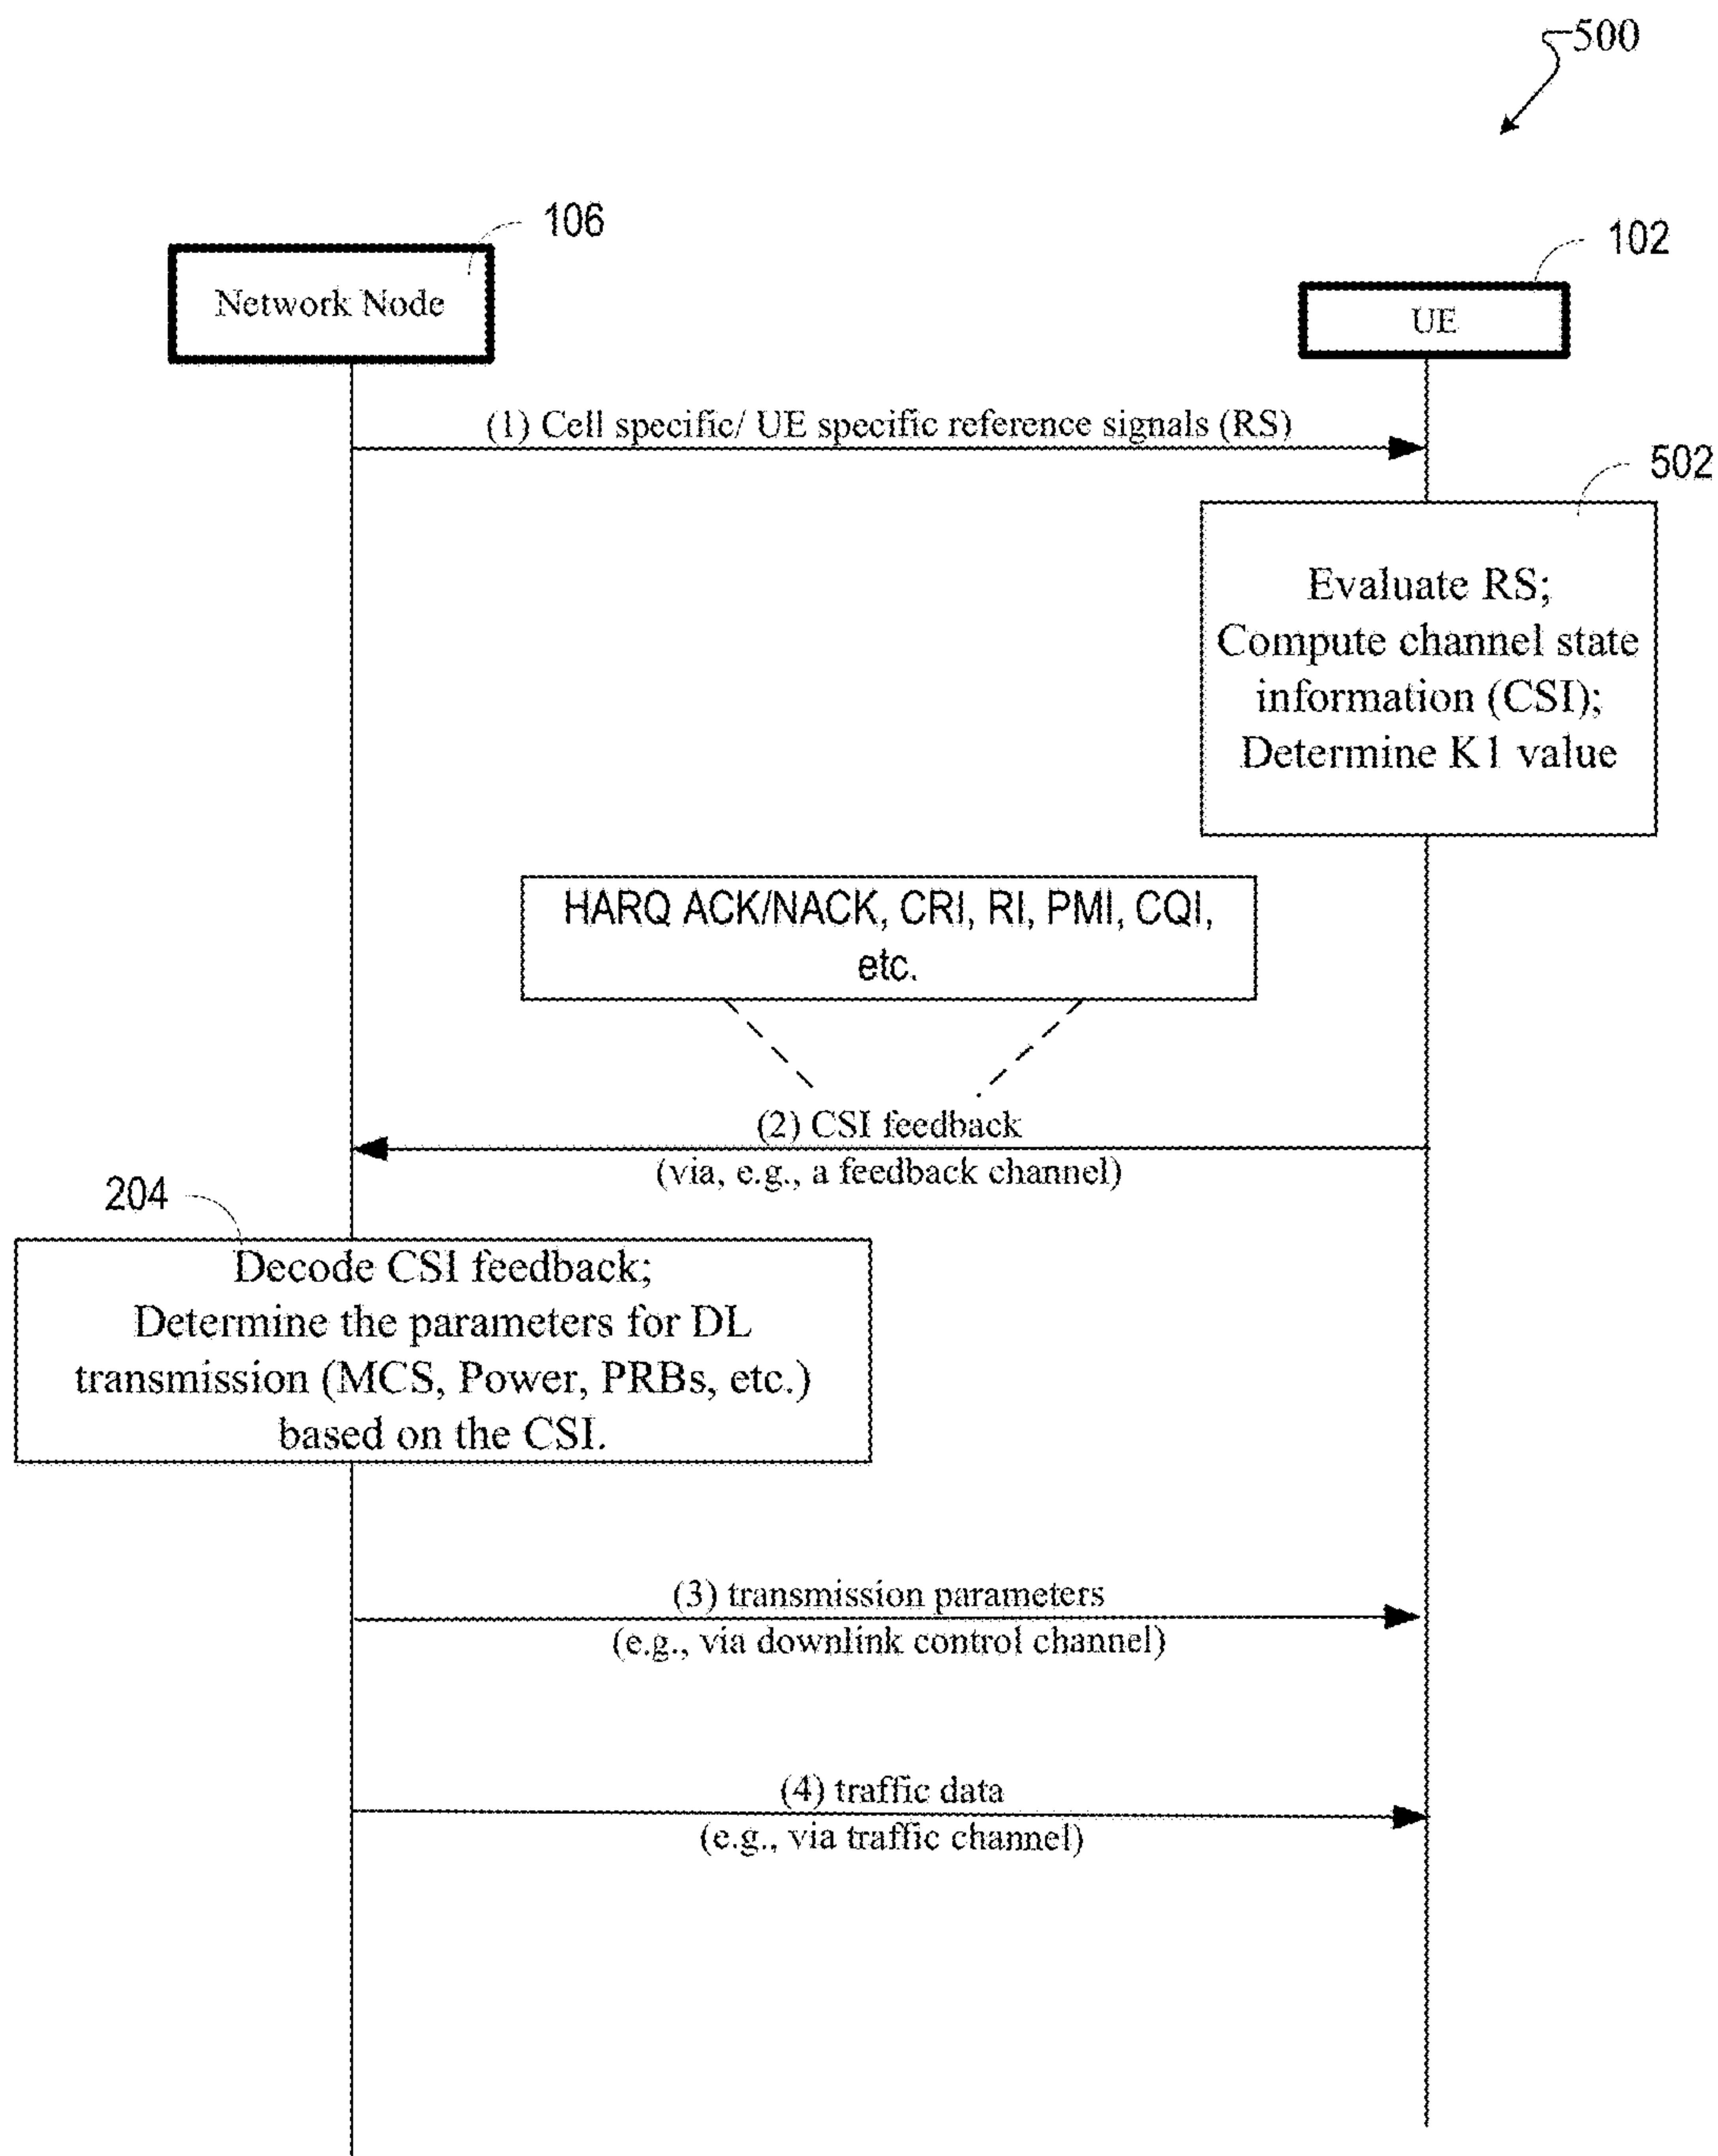 500
106
Network Node
102
UE
(1) Cell specific/ UE specific reference signals (RS)
502
Evaluate RS;
Compute channel state
information (CSI);
Determine K1 value
HARQ ACK/NACK, CRI, RI, PMI, CQI,
etc.
(2) CSI feedback
(via, e.g., a feedback channel)
204
Decode CSI feedback;
Determine the parameters for DL
transmission (MCS, Power, PRBs, etc.)
based on the CSI.
(3) transmission parameters
(e.g., via downlink control channel)
(4) traffic data
(e.g., via traffic channel)